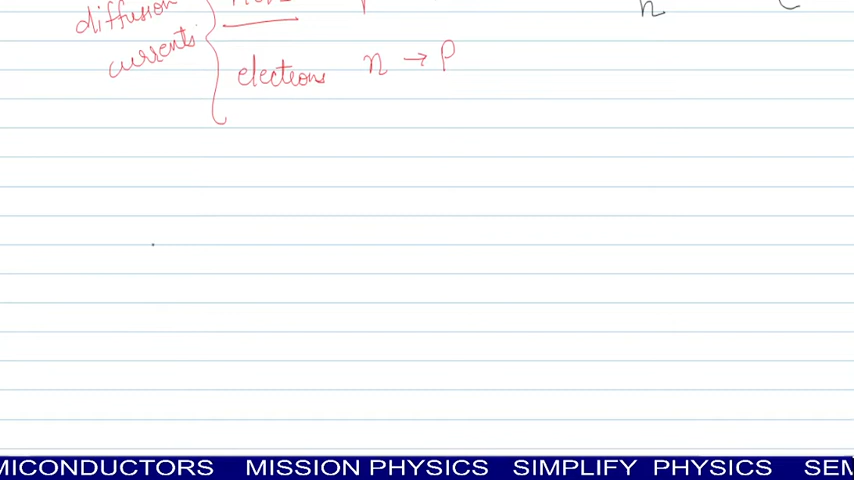 diffusion
currents
electrons n → p
n
MICONDUCTORS MISSION PHYSICS SIMPLIFY PHYSICS SEM